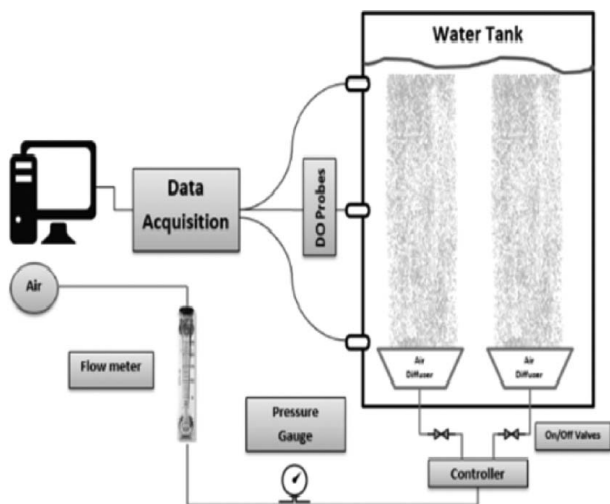 Water Tank
Data
Acquisition
DO Probes
Air
Flow meter
Air
Diffuser
Air
Diffuser
Pressure
Gauge
On/Off Valves
Controller